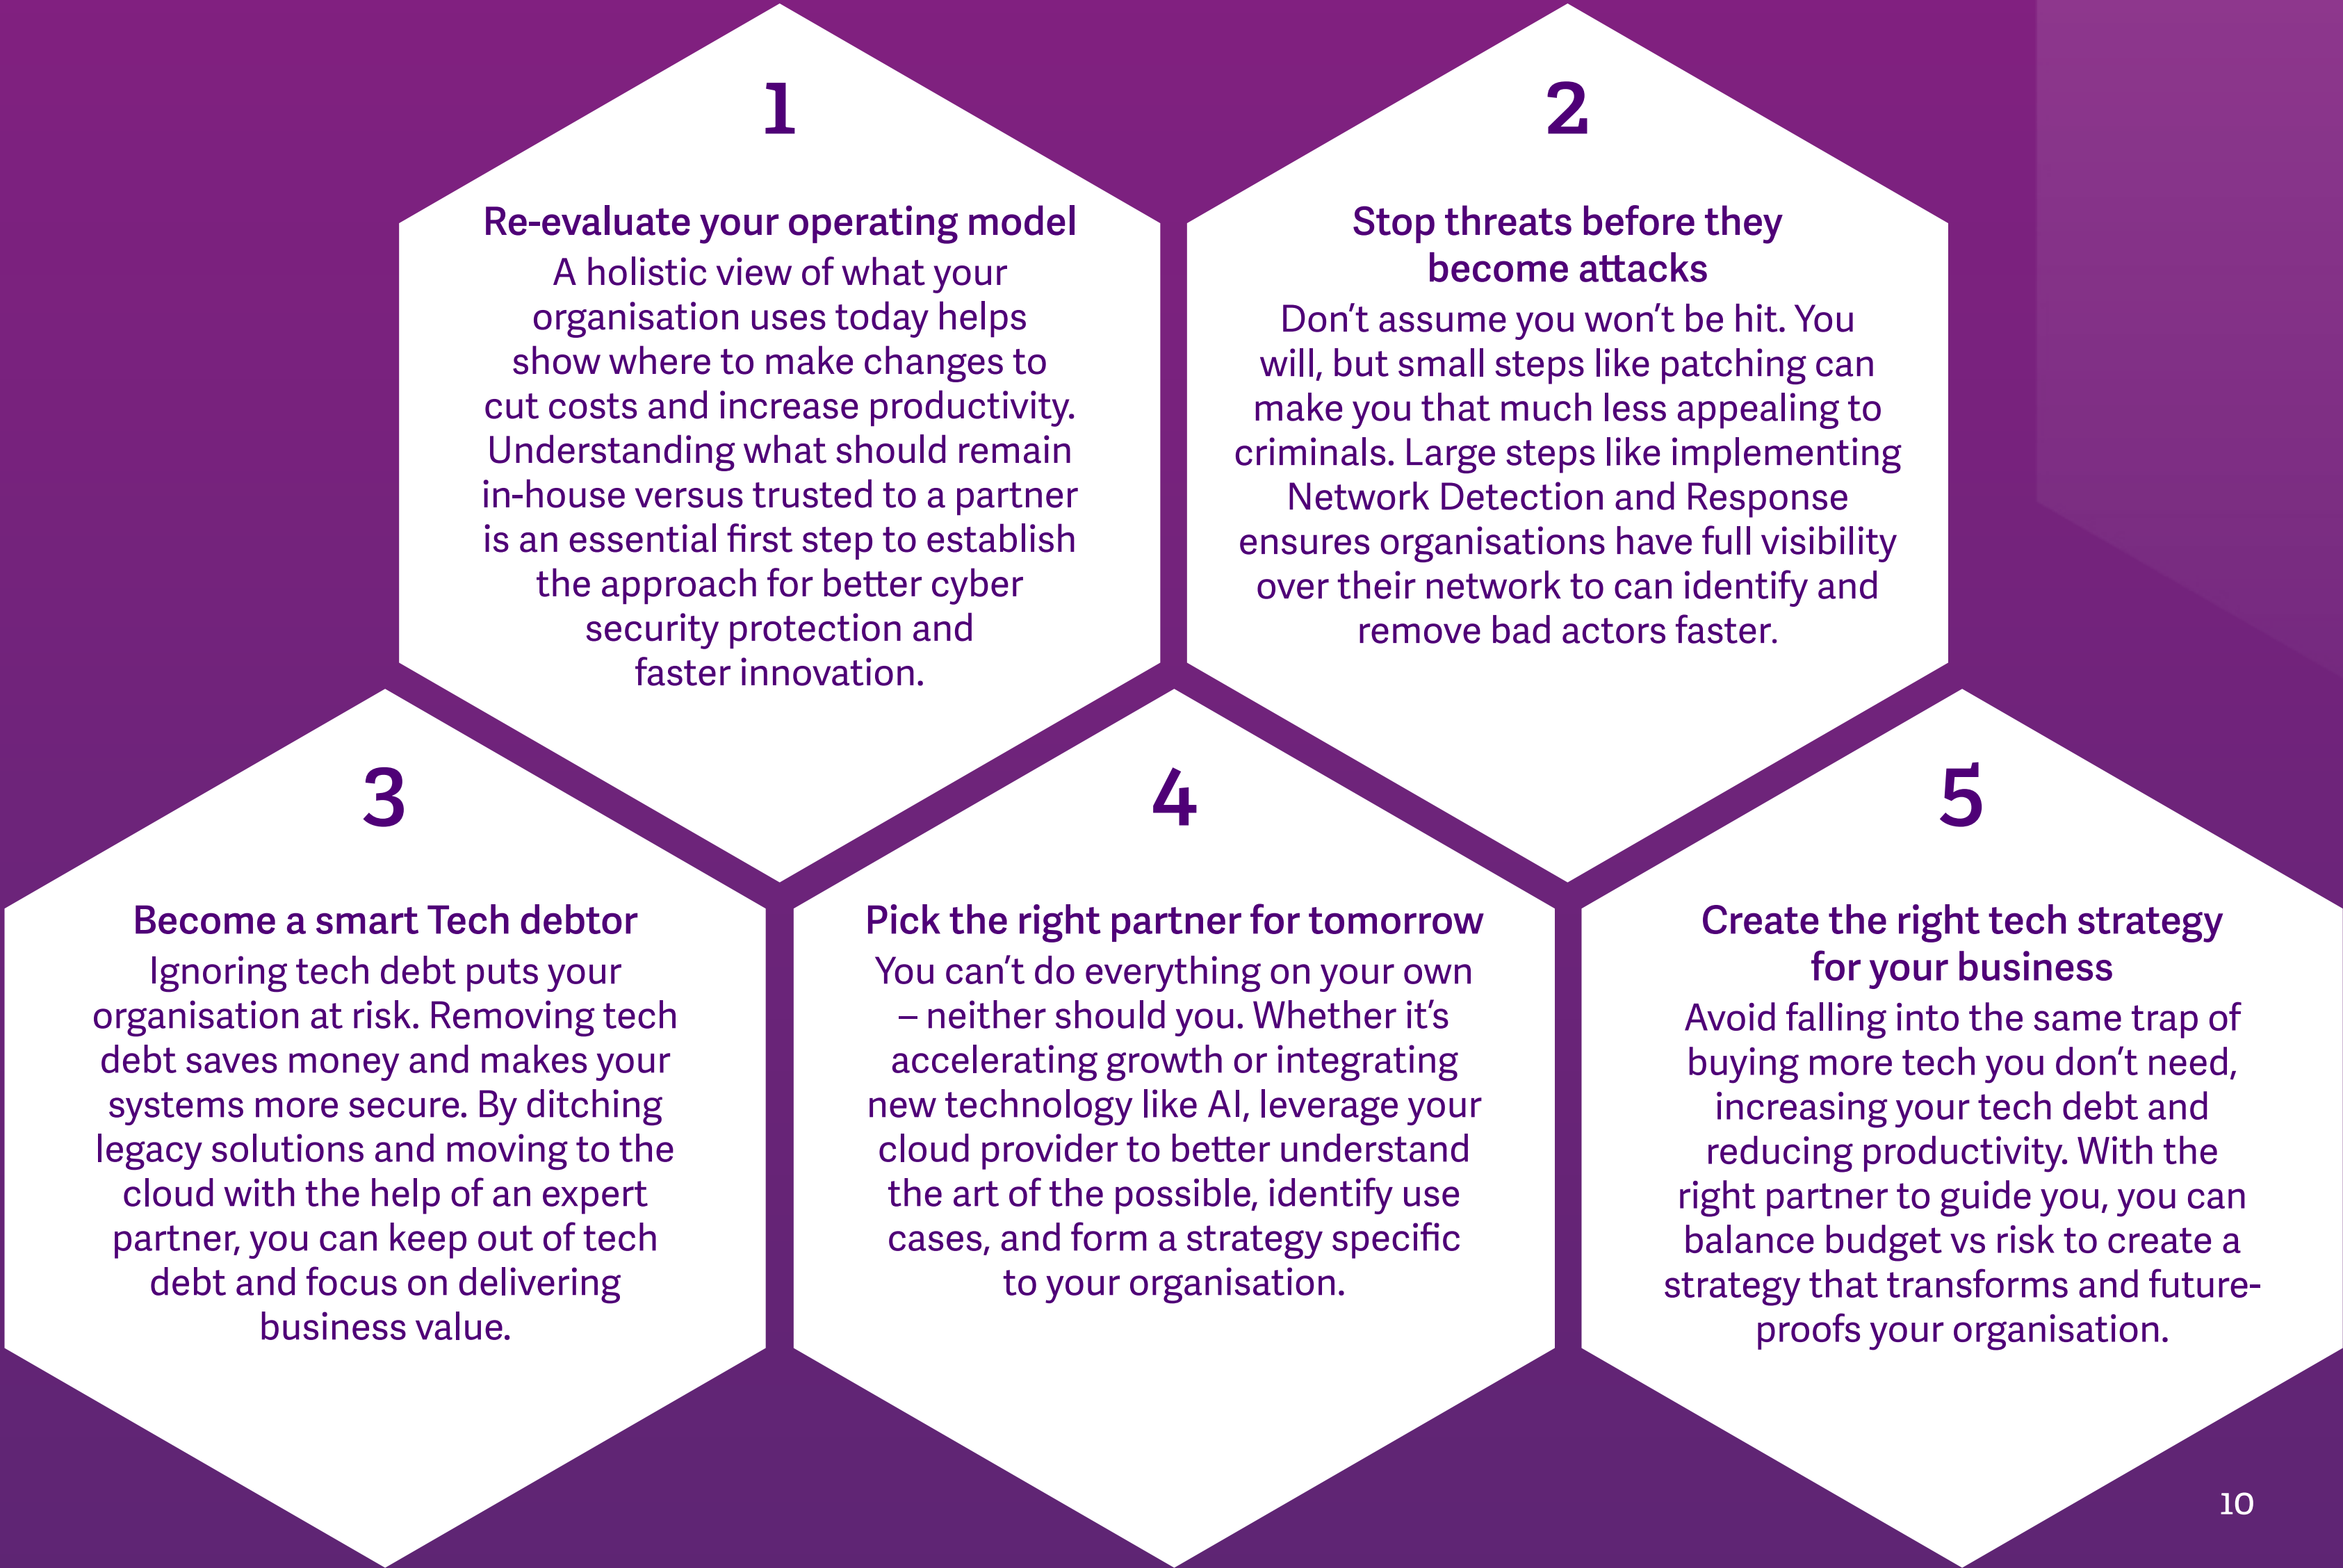 1
Re-evaluate your operating model
A holistic view of what your
organisation uses today helps
show where to make changes to
cut costs and increase productivity.
Understanding what should remain
in-house versus trusted to a partner
is an essential first step to establish
the approach for better cyber
security protection and
faster innovation.
2
Stop threats before they
become attacks
Don’t assume you won’t be hit. You
will, but small steps like patching can
make you that much less appealing to
criminals. Large steps like implementing
Network Detection and Response
ensures organisations have full visibility
over their network to can identify and
remove bad actors faster.
3
Become a smart Tech debtor
Ignoring tech debt puts your
organisation at risk. Removing tech
debt saves money and makes your
systems more secure. By ditching
legacy solutions and moving to the
cloud with the help of an expert
partner, you can keep out of tech
debt and focus on delivering
business value.
4
Pick the right partner for tomorrow
You can’t do everything on your own
– neither should you. Whether it’s
accelerating growth or integrating
new technology like AI, leverage your
cloud provider to better understand
the art of the possible, identify use
cases, and form a strategy specific
to your organisation.
5
Create the right tech strategy
for your business
Avoid falling into the same trap of
buying more tech you don’t need,
increasing your tech debt and
reducing productivity. With the
right partner to guide you, you can
balance budget vs risk to create a
strategy that transforms and future-
proofs your organisation.
10